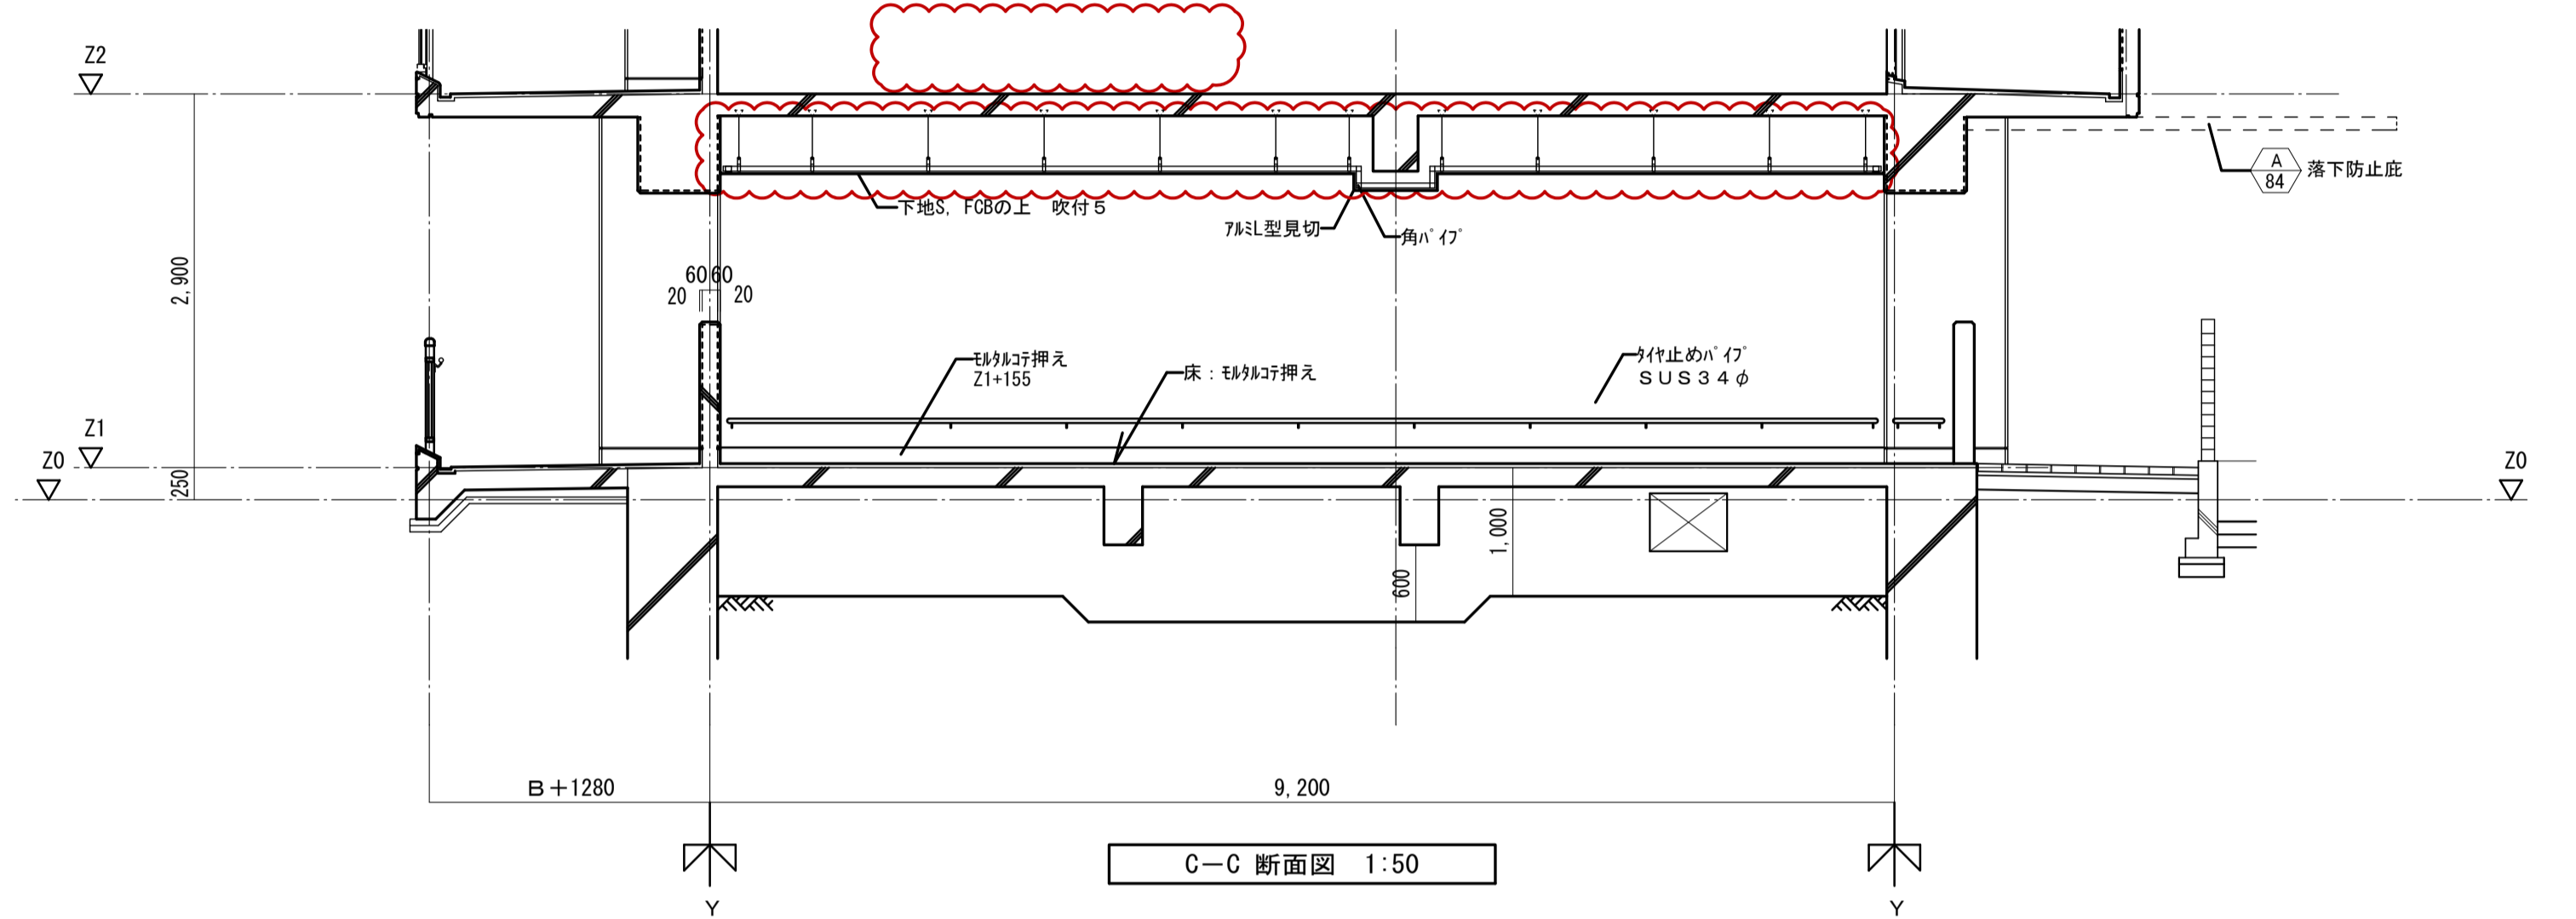 Z2
A
84
落下防止庇
下地S, FCBの上　吹付5
ｱﾙﾐL型見切
角ﾊﾟｲﾌﾟ
2,900
60 60
20
20
ﾓﾙﾀﾙｺﾃ押え
Z1+155
床：ﾓﾙﾀﾙｺﾃ押え
ﾀｲﾔ止めﾊﾟｲﾌﾟ
ＳＵＳ３４φ
Z1
Z0
250
Z0
1,000
600
Ｂ＋1280
9,200
C－C 断面図　1:50
Y
Y